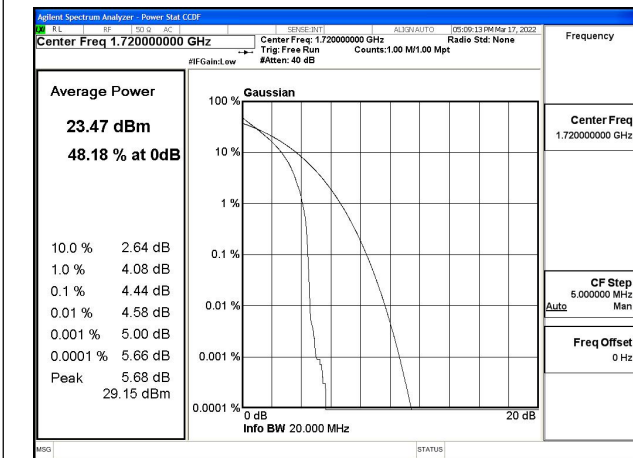 Agilent Spectrum Analyzer - Power Stat CCDF
RL RF 50 Ω AC SENSE:INT ALIGN AUTO 05:09:13 PM Mar 17, 2022
Center Freq 1.720000000 GHz
Center Freq: 1.720000000 GHz Radio Std: None
Trig: Free Run Counts:1.00 M/1.00 Mpt
#IFGain:Low #Atten: 40 dB
Frequency
Average Power
23.47 dBm
48.18 % at 0dB
10.0 % 2.64 dB
1.0 % 4.08 dB
0.1 % 4.44 dB
0.01 % 4.58 dB
0.001 % 5.00 dB
0.0001 % 5.66 dB
Peak 5.68 dB
29.15 dBm
Gaussian
100 %
10 %
1 %
0.1 %
0.01 %
0.001 %
0.0001 %
0 dB 20 dB
Info BW 20.000 MHz
Center Freq
1.720000000 GHz
CF Step
5.000000 MHz
Auto Man
Freq Offset
0 Hz
MSG STATUS